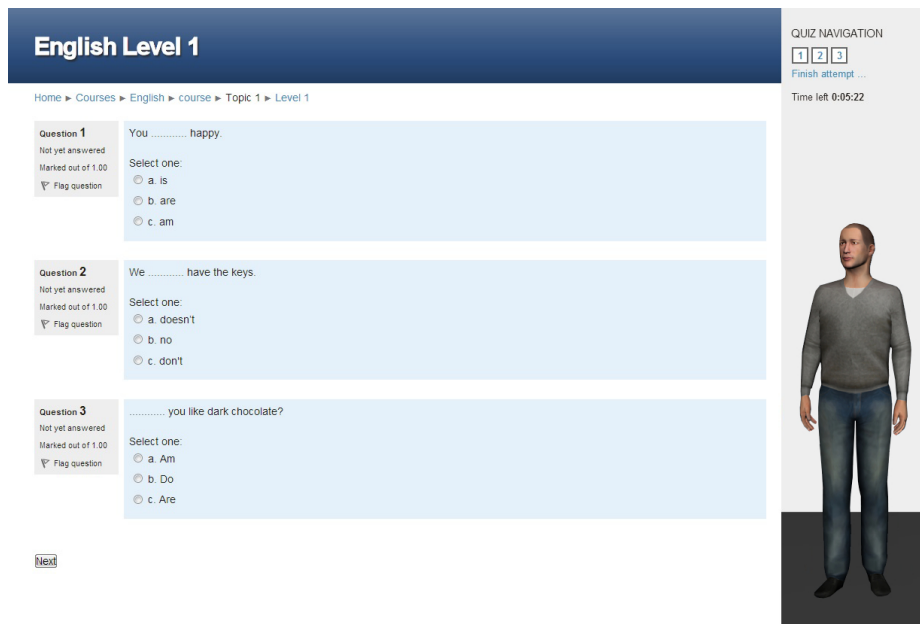 English Level 1
Home ► Courses ► English ► course ► Topic 1 ► Level 1
Question 1
Not yet answered
Marked out of 1.00
Flag question
You ............ happy.
Select one:
a. is
b. are
c. am
Question 2
Not yet answered
Marked out of 1.00
Flag question
We ............ have the keys.
Select one:
a. doesn't
b. no
c. don't
Question 3
Not yet answered
Marked out of 1.00
Flag question
............ you like dark chocolate?
Select one:
a. Am
b. Do
c. Are
Next
QUIZ NAVIGATION
1 2 3
Finish attempt ...
Time left 0:05:22